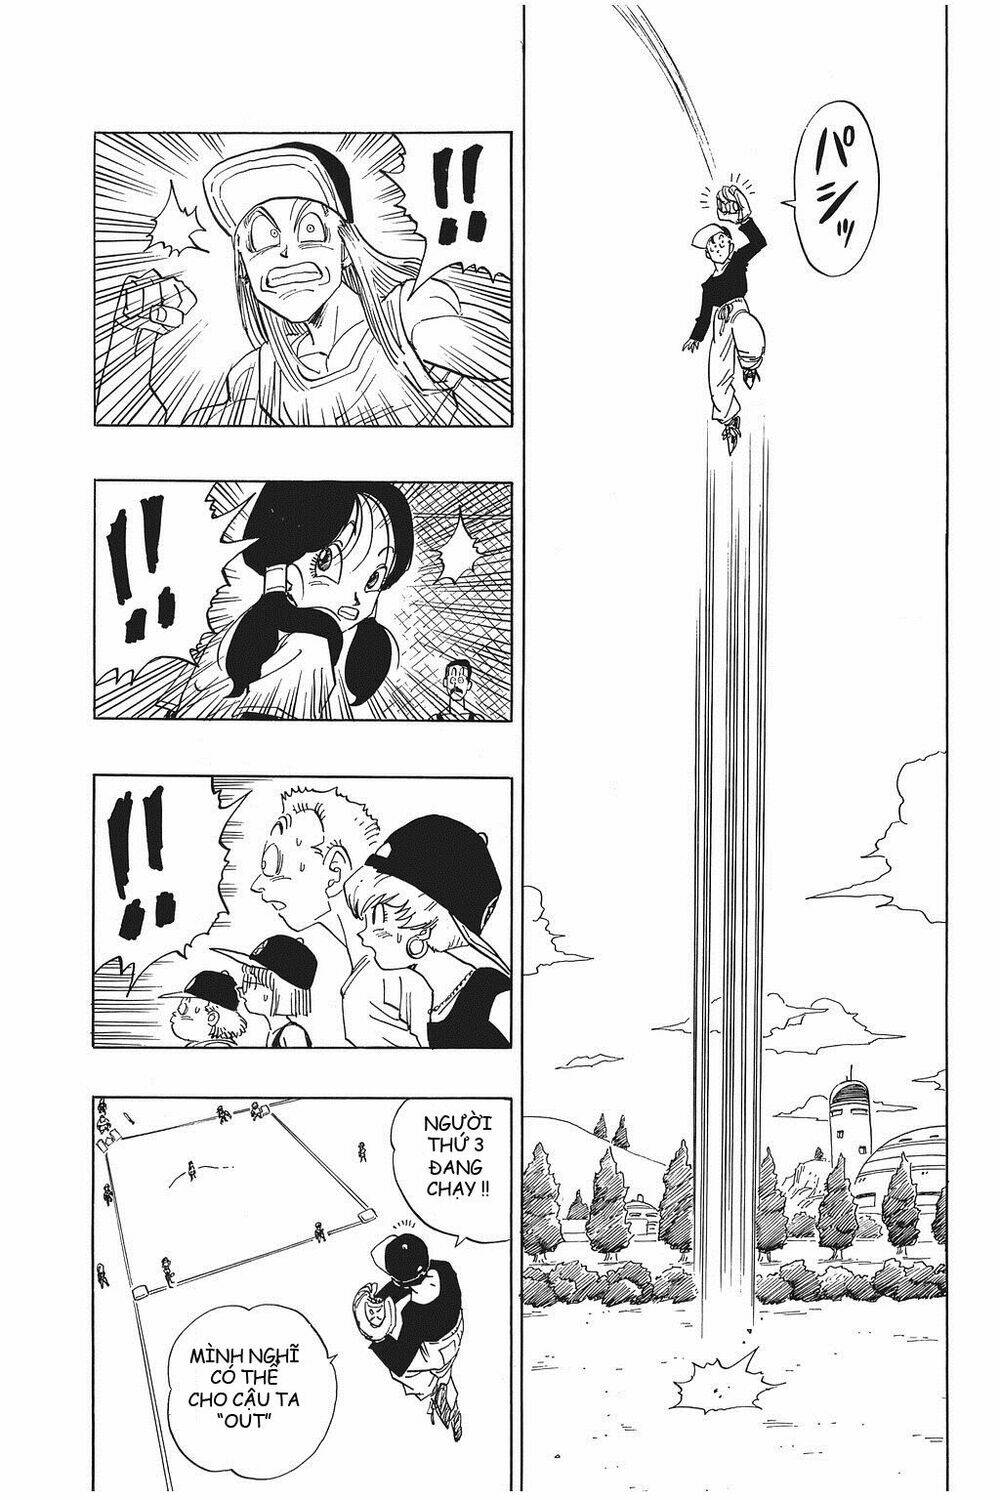 パシッ
!!
!!
!!
NGƯỜI
THỨ 3
ĐANG
CHẠY !!
MÌNH NGHĨ
CÓ THỂ
CHO CẬU TA
"OUT"